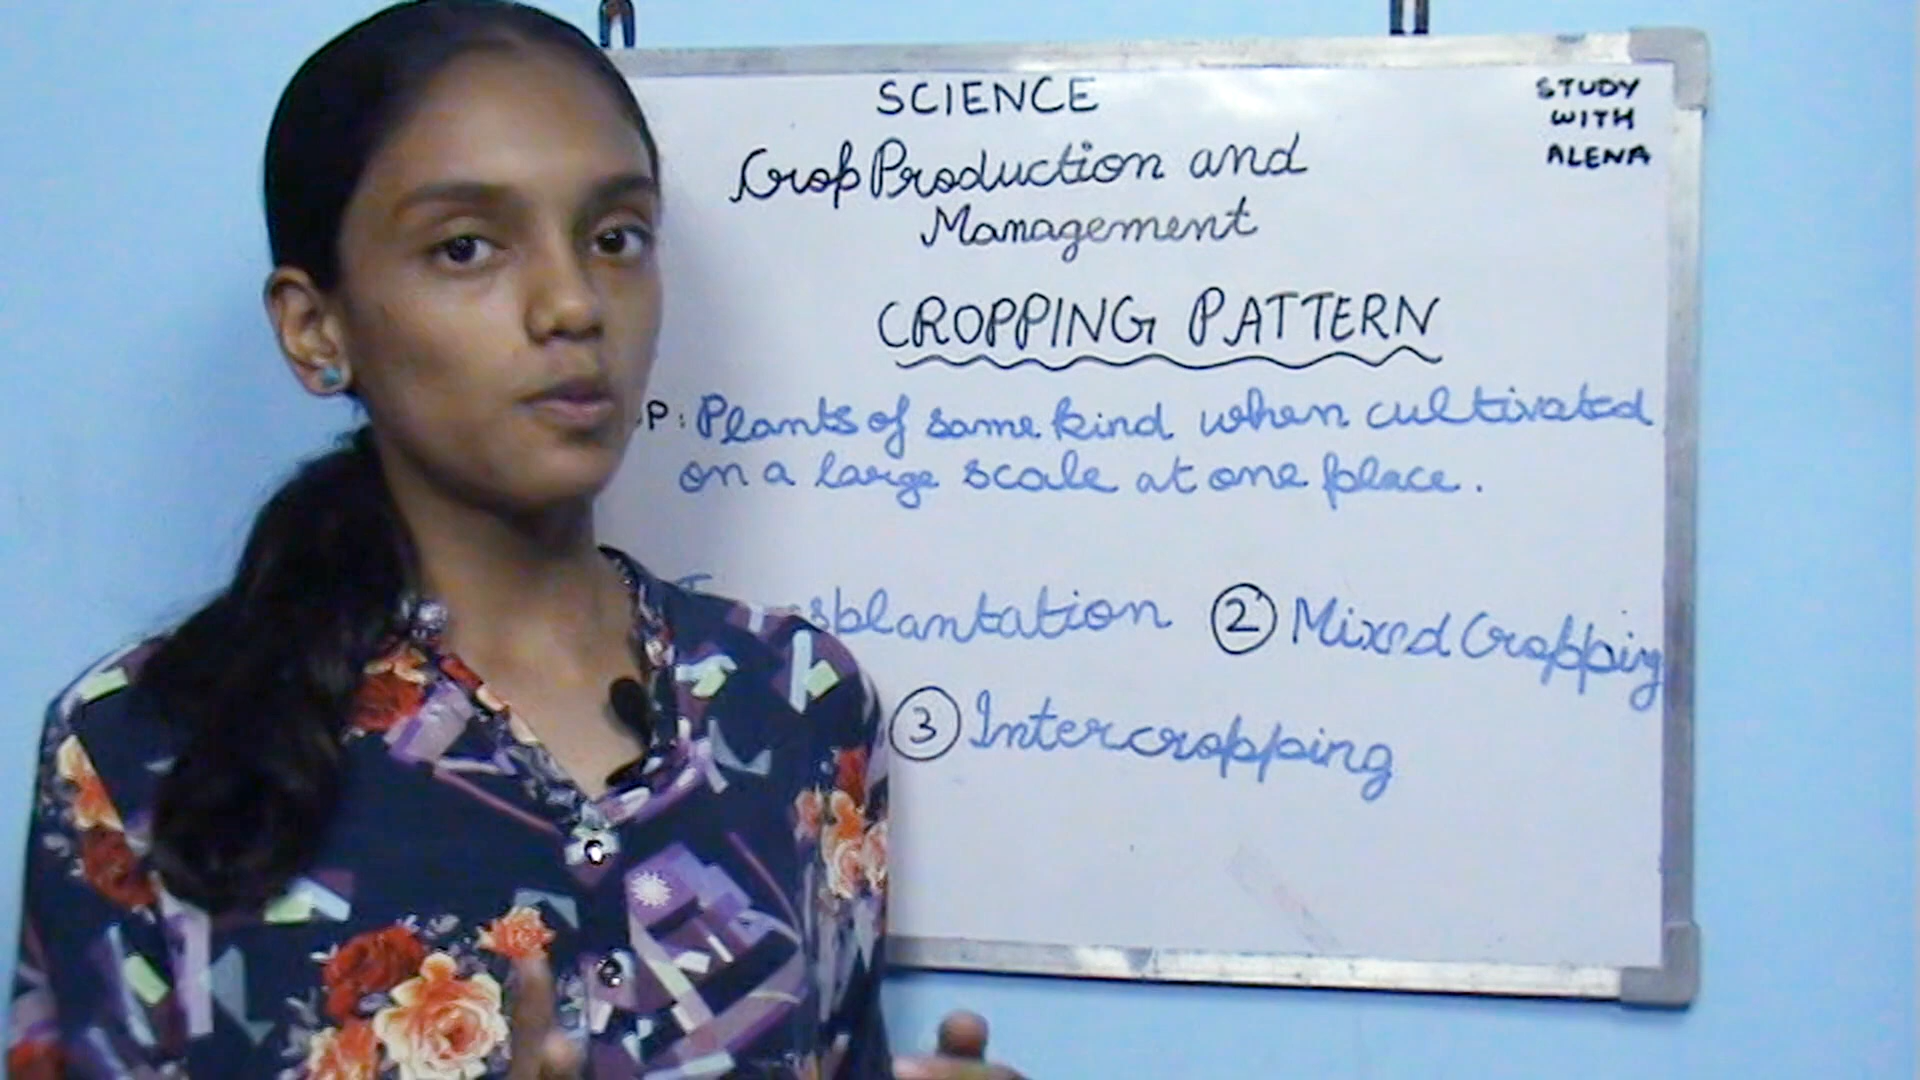 SCIENCE
STUDY
WITH
ALENA
Crop Production and
Management
CROPPING PATTERN
P: Plants of same kind when cultivated
on a large scale at one place.
splantation ② Mixed Cropping
③ Intercropping